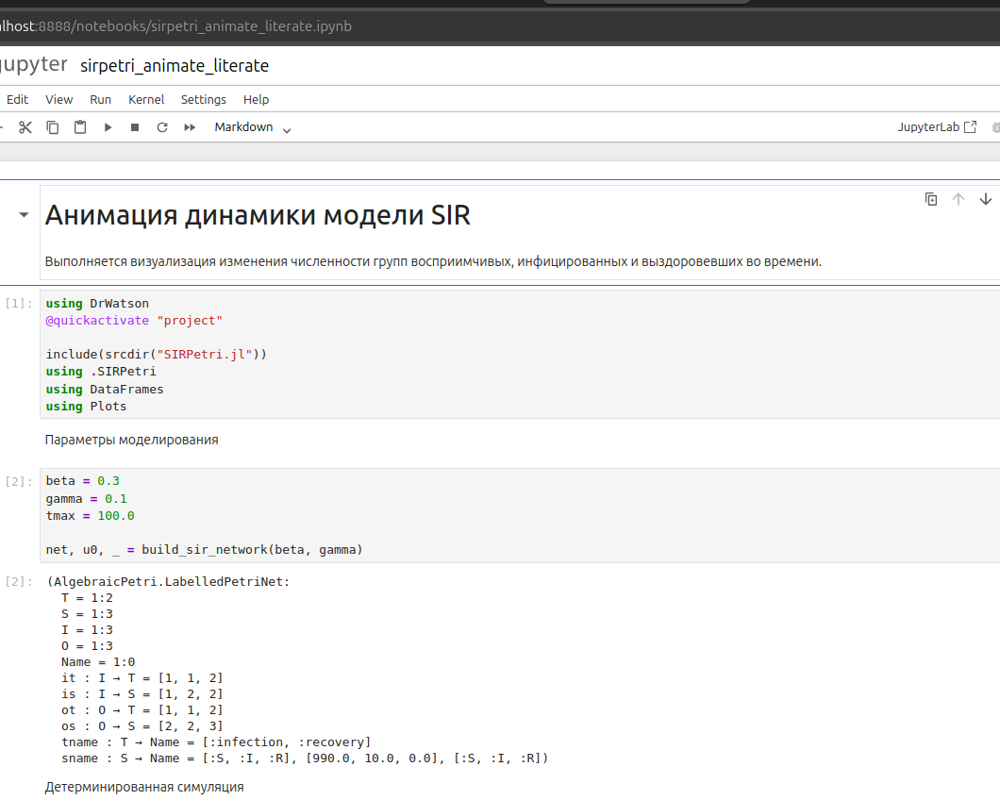 lhost:8888/notebooks/sirpetri_animate_literate.ipynb
jupyter sirpetri_animate_literate
Edit View Run Kernel Settings Help
Markdown JupyterLab
Анимация динамики модели SIR
Выполняется визуализация изменения численности групп восприимчивых, инфицированных и выздоровевших во времени.
[1]: using DrWatson
@quickactivate "project"
include(srcdir("SIRPetri.jl"))
using .SIRPetri
using DataFrames
using Plots
Параметры моделирования
[2]: beta = 0.3
gamma = 0.1
tmax = 100.0
net, u0, _ = build_sir_network(beta, gamma)
[2]: (AlgebraicPetri.LabelledPetriNet:
T = 1:2
S = 1:3
I = 1:3
O = 1:3
Name = 1:0
it : I → T = [1, 1, 2]
is : I → S = [1, 2, 2]
ot : O → T = [1, 1, 2]
os : O → S = [2, 2, 3]
tname : T → Name = [:infection, :recovery]
sname : S → Name = [:S, :I, :R], [990.0, 10.0, 0.0], [:S, :I, :R])
Детерминированная симуляция